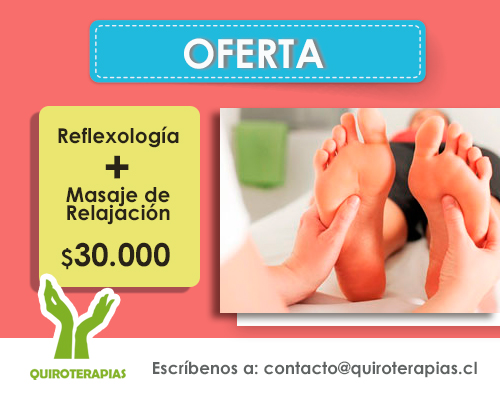 OFERTA
Reflexología
+
Masaje de
Relajación
$30.000
QUIROTERAPIAS
Escríbenos a: contacto@quiroterapias.cl